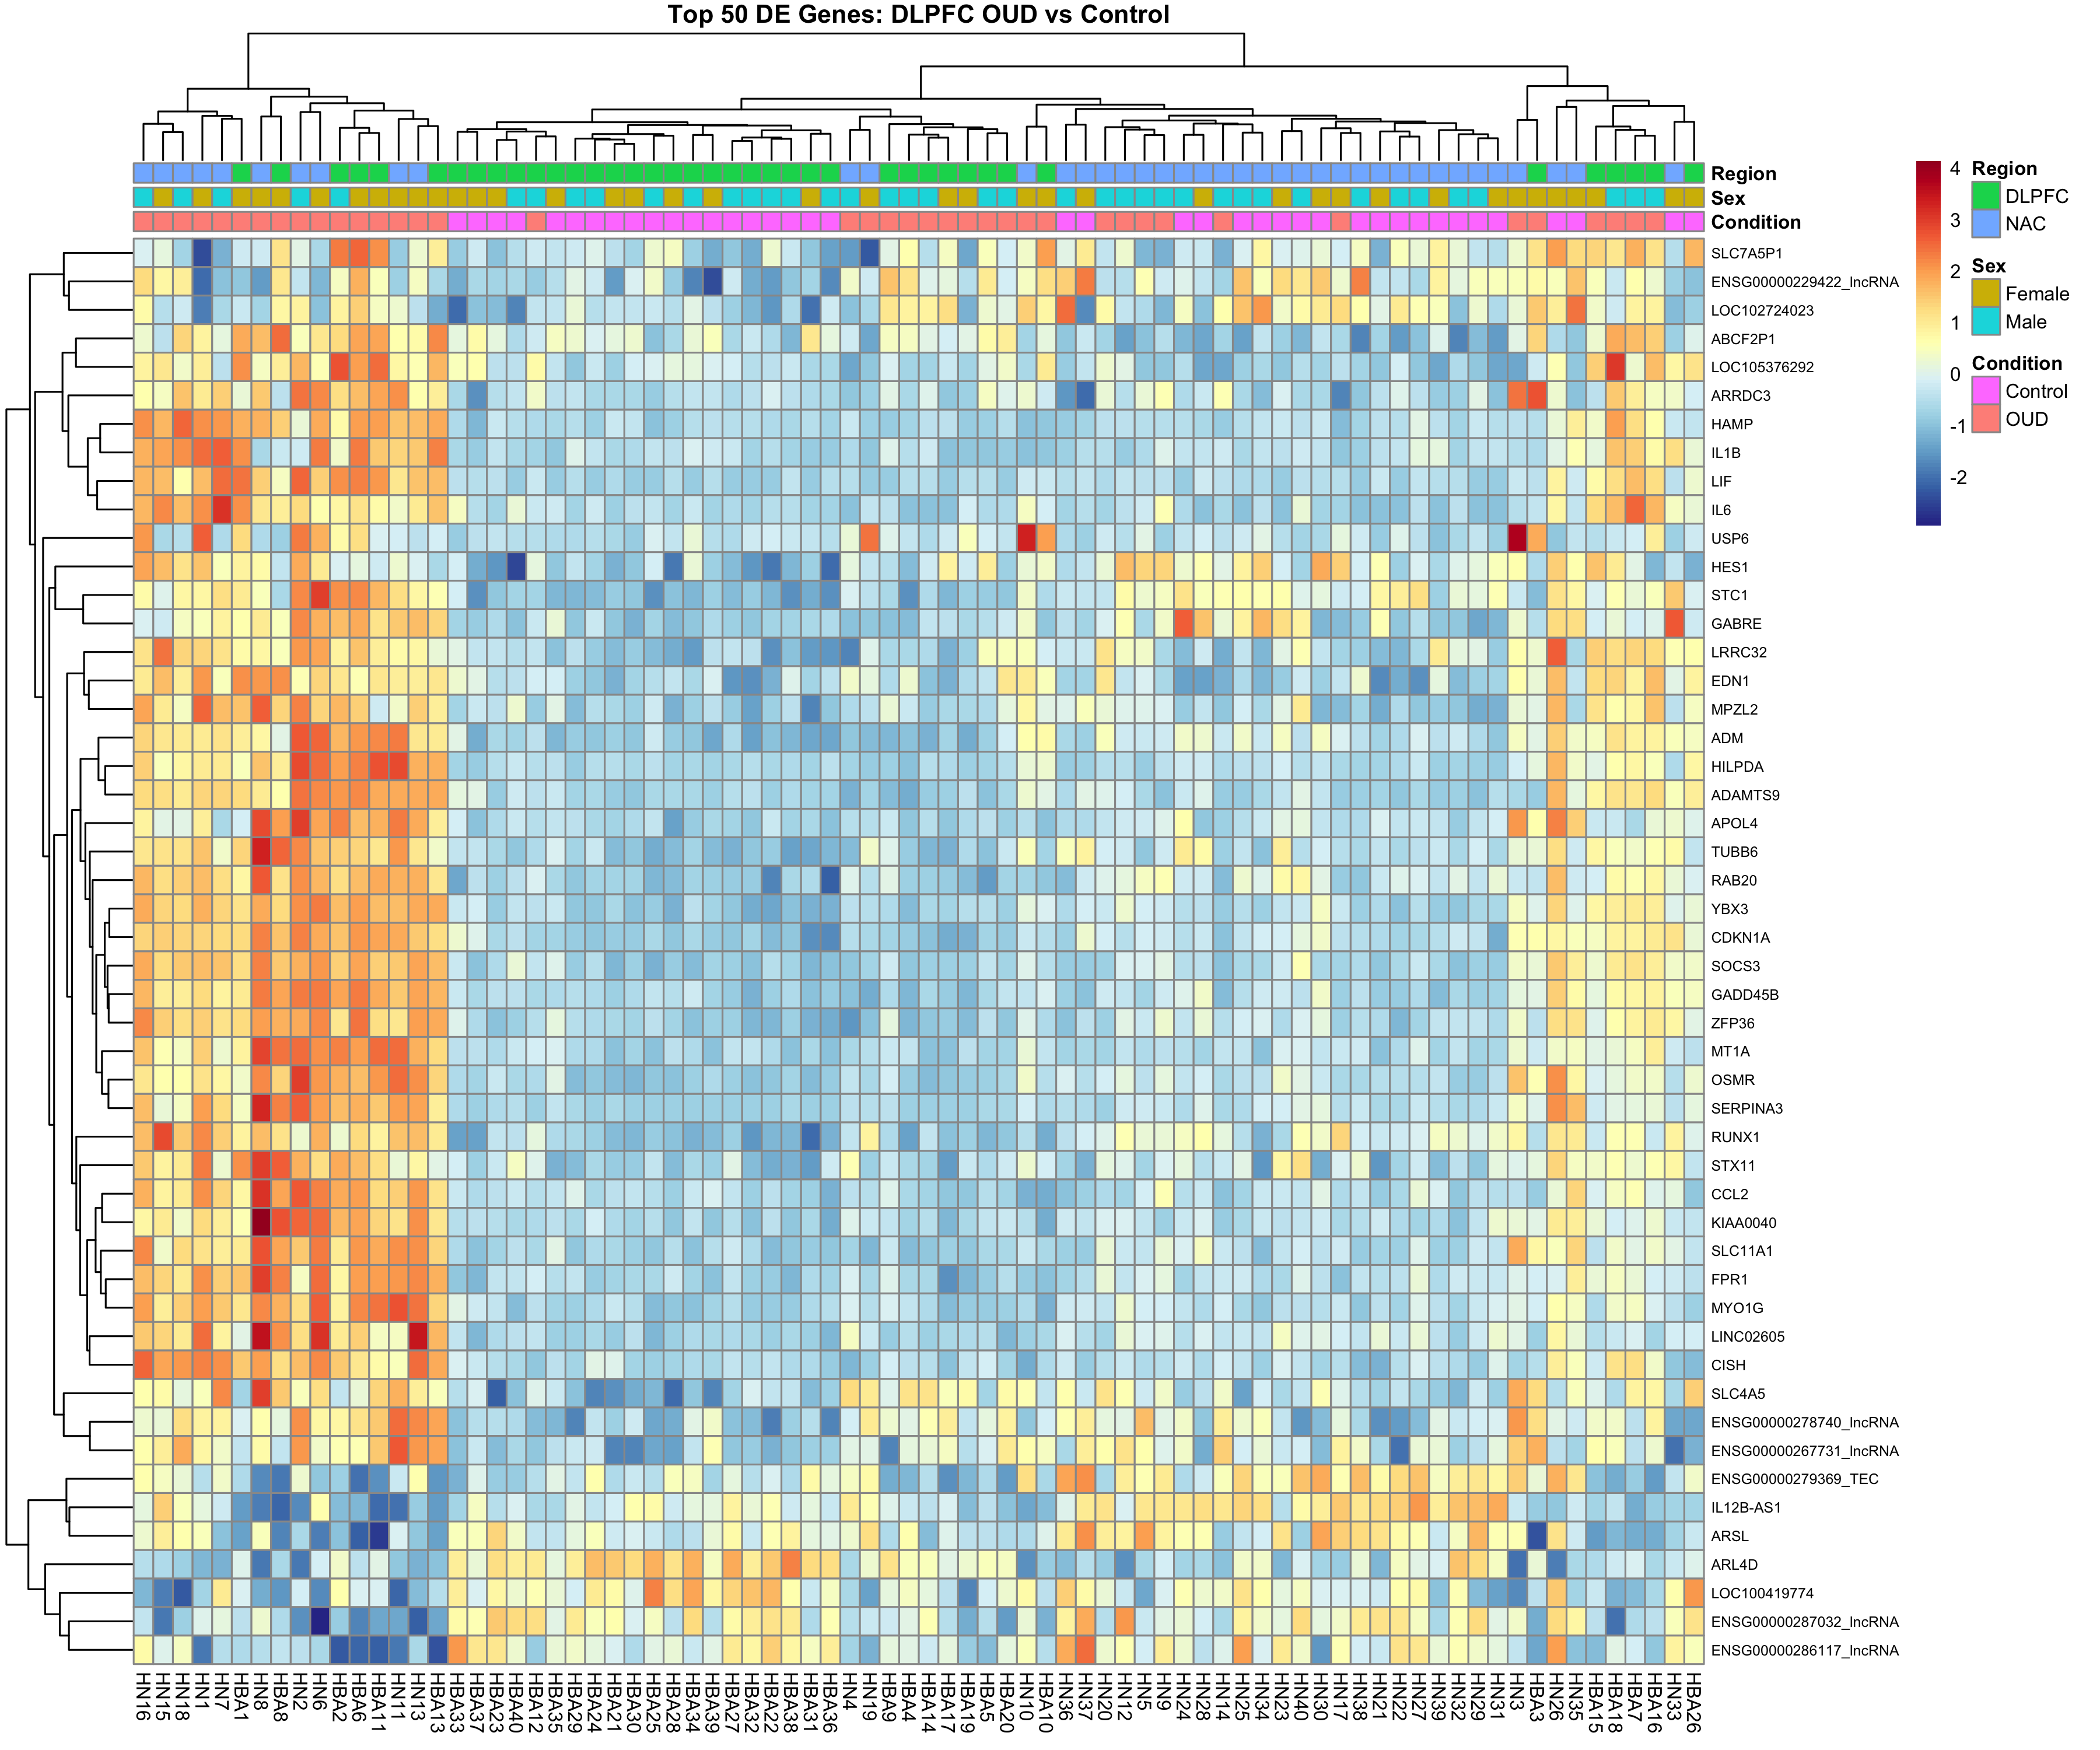 Top 50 DE Genes: DLPFC OUD vs Control
Region
Sex
Condition
SLC7A5P1
ENSG00000229422_lncRNA
LOC102724023
ABCF2P1
LOC105376292
ARRDC3
HAMP
IL1B
LIF
IL6
USP6
HES1
STC1
GABRE
LRRC32
EDN1
MPZL2
ADM
HILPDA
ADAMTS9
APOL4
TUBB6
RAB20
YBX3
CDKN1A
SOCS3
GADD45B
ZFP36
MT1A
OSMR
SERPINA3
RUNX1
STX11
CCL2
KIAA0040
SLC11A1
FPR1
MYO1G
LINC02605
CISH
SLC4A5
ENSG00000278740_lncRNA
ENSG00000267731_lncRNA
ENSG00000279369_TEC
IL12B-AS1
ARSL
ARL4D
LOC100419774
ENSG00000287032_lncRNA
ENSG00000286117_lncRNA
HN16
HN15
HN18
HN1
HN7
HBA1
HN8
HBA8
HN2
HN6
HBA2
HBA6
HBA11
HN11
HN13
HBA13
HBA33
HBA37
HBA23
HBA40
HBA12
HBA35
HBA29
HBA24
HBA21
HBA30
HBA25
HBA28
HBA34
HBA39
HBA27
HBA32
HBA22
HBA38
HBA31
HBA36
HN4
HN19
HBA9
HBA4
HBA14
HBA17
HBA19
HBA5
HBA20
HN10
HBA10
HN36
HN37
HN20
HN12
HN5
HN9
HN24
HN28
HN14
HN25
HN34
HN23
HN40
HN30
HN17
HN38
HN21
HN22
HN27
HN39
HN32
HN29
HN31
HN3
HBA3
HN26
HN35
HBA15
HBA18
HBA7
HBA16
HN33
HBA26
4
3
2
1
0
-1
-2
Region
DLPFC
NAC
Sex
Female
Male
Condition
Control
OUD